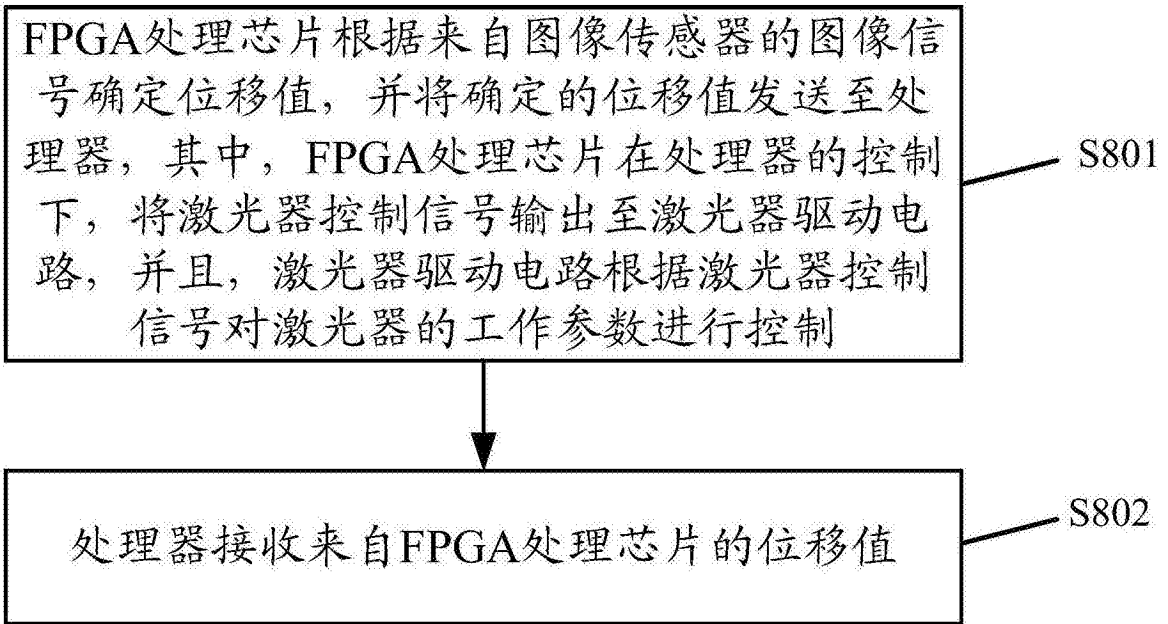 FPGA处理芯片根据来自图像传感器的图像信
号确定位移值，并将确定的位移值发送至处
理器，其中，FPGA处理芯片在处理器的控制
下，将激光器控制信号输出至激光器驱动电
路，并且，激光器驱动电路根据激光器控制
信号对激光器的工作参数进行控制
S801
处理器接收来自FPGA处理芯片的位移值
S802